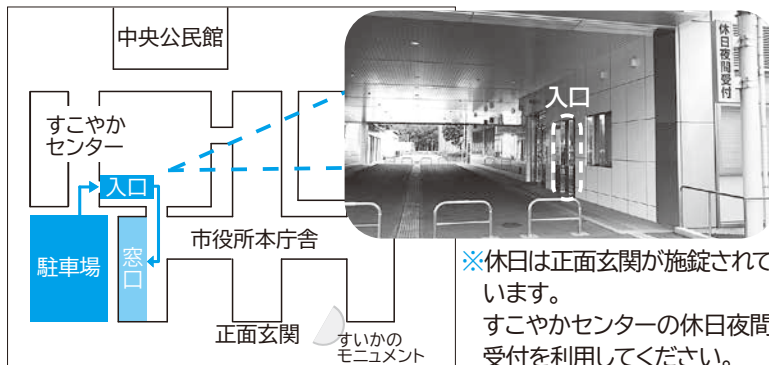 中央公民館
すこやか
センター
入口
駐車場
窓口
市役所本庁舎
正面玄関
すいかの
モニュメント
入口
休日夜間受付
※休日は正面玄関が施錠されて
います。
すこやかセンターの休日夜間
受付を利用してください。